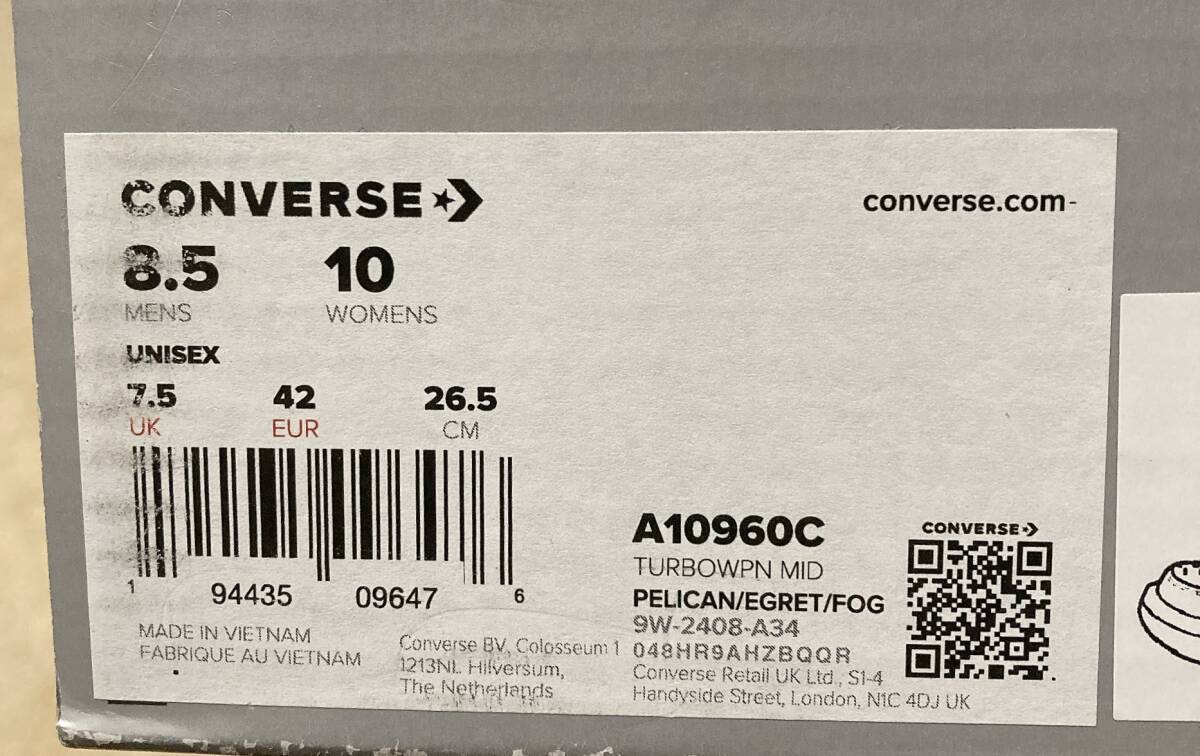 CONVERSE
converse.com
8.5 10
MENS WOMENS
UNISEX
7.5 42 26.5
UK EUR CM
1 94435 09647 6
MADE IN VIETNAM
FABRIQUE AU VIETNAM
Converse BV, Colosseum 1
1213NL Hilversum,
The Netherlands
A10960C
TURBOWPN MID
PELICAN/EGRET/FOG
9W-2408-A34
048HR9AHZBQQR
Converse Retail UK Ltd., S1-4
Handyside Street, London, N1C 4DJ UK
CONVERSE